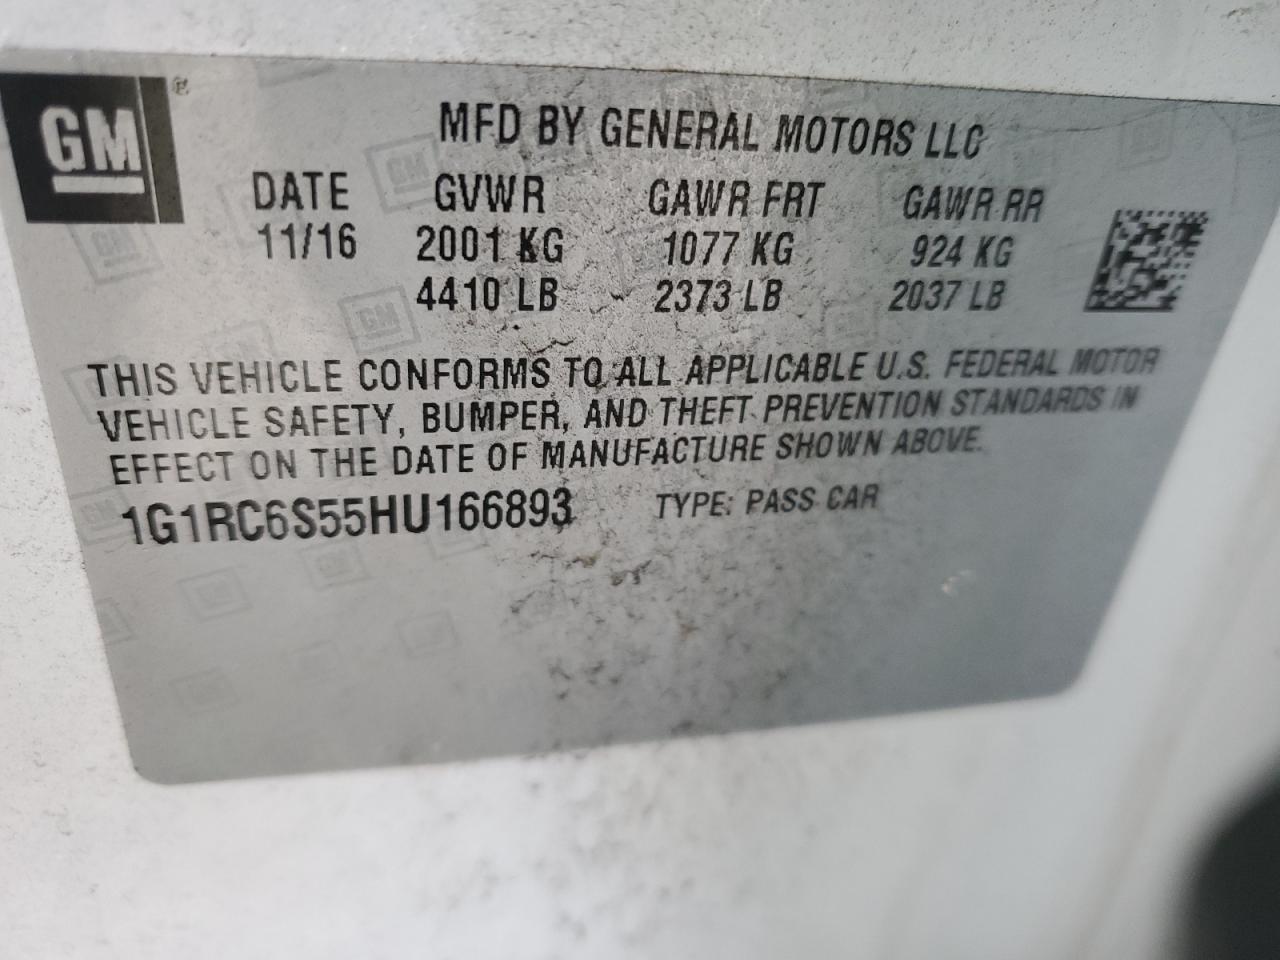 GM ®
MFD BY GENERAL MOTORS LLC
DATE GVWR GAWR FRT GAWR RR
11/16 2001 KG 1077 KG 924 KG
4410 LB 2373 LB 2037 LB
THIS VEHICLE CONFORMS TO ALL APPLICABLE U.S. FEDERAL MOTOR
VEHICLE SAFETY, BUMPER, AND THEFT PREVENTION STANDARDS IN
EFFECT ON THE DATE OF MANUFACTURE SHOWN ABOVE.
1G1RC6S55HU166893 TYPE: PASS CAR